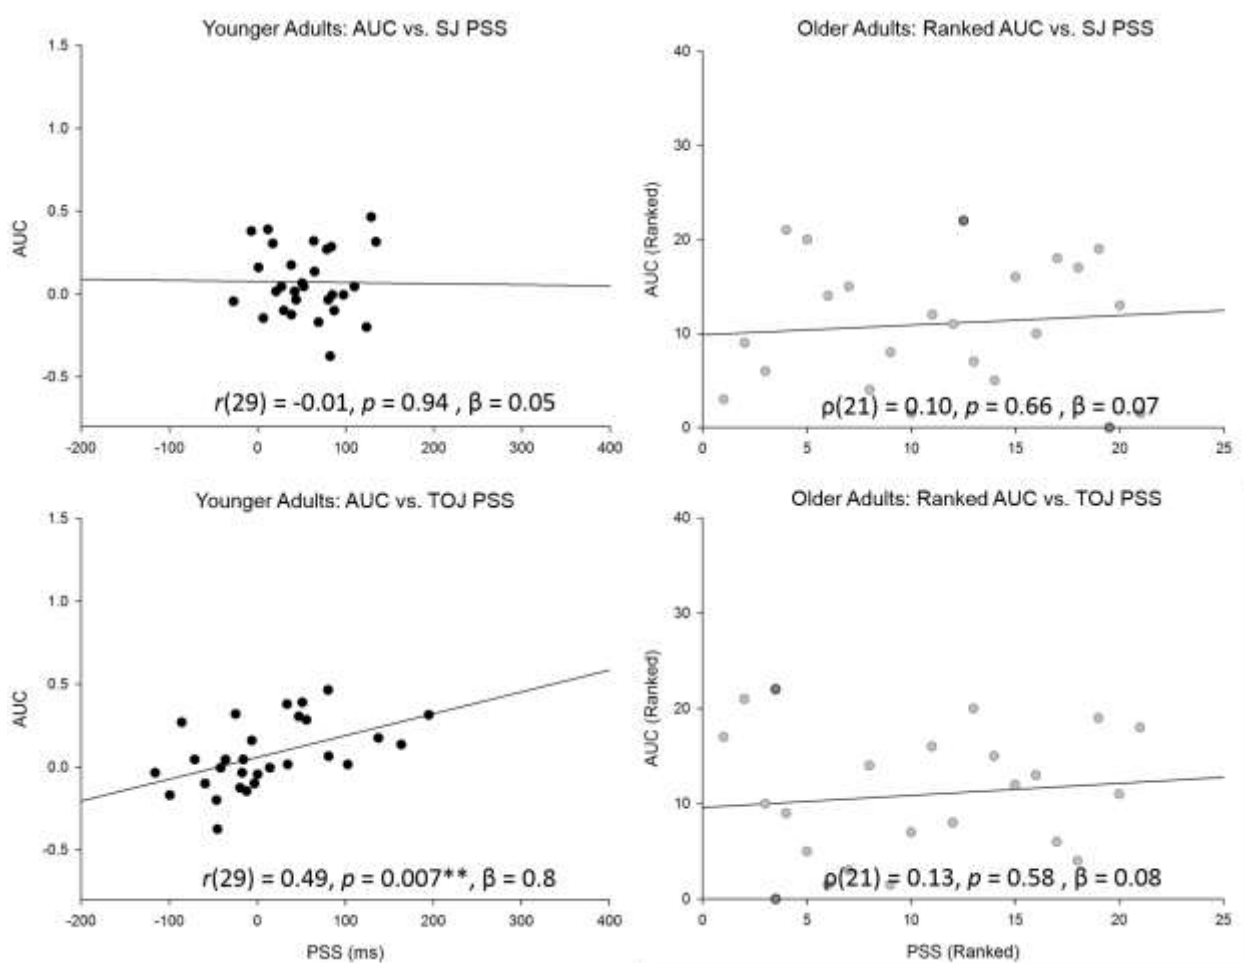 Younger Adults: AUC vs. SJ PSS
1.5
1.0
0.5
0.0
-0.5
AUC
r(29) = -0.01, p = 0.94 , β = 0.05
-200 -100 0 100 200 300 400
Older Adults: Ranked AUC vs. SJ PSS
40
30
20
10
0
AUC (Ranked)
ρ(21) = 0.10, p = 0.66 , β = 0.07
0 5 10 15 20 25
Younger Adults: AUC vs. TOJ PSS
1.5
1.0
0.5
0.0
-0.5
AUC
r(29) = 0.49, p = 0.007**, β = 0.8
-200 -100 0 100 200 300 400
PSS (ms)
Older Adults: Ranked AUC vs. TOJ PSS
40
30
20
10
0
AUC (Ranked)
ρ(21) = 0.13, p = 0.58 , β = 0.08
0 5 10 15 20 25
PSS (Ranked)